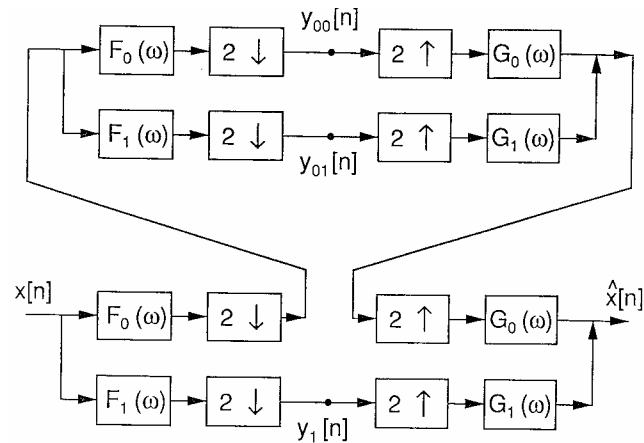 y₀₀[n]
F₀(ω) 2 ↓ 2 ↑ G₀(ω)
F₁(ω) 2 ↓ 2 ↑ G₁(ω)
y₀₁[n]
x[n] F₀(ω) 2 ↓ 2 ↑ G₀(ω) x̂[n]
F₁(ω) 2 ↓ 2 ↑ G₁(ω)
y₁[n]